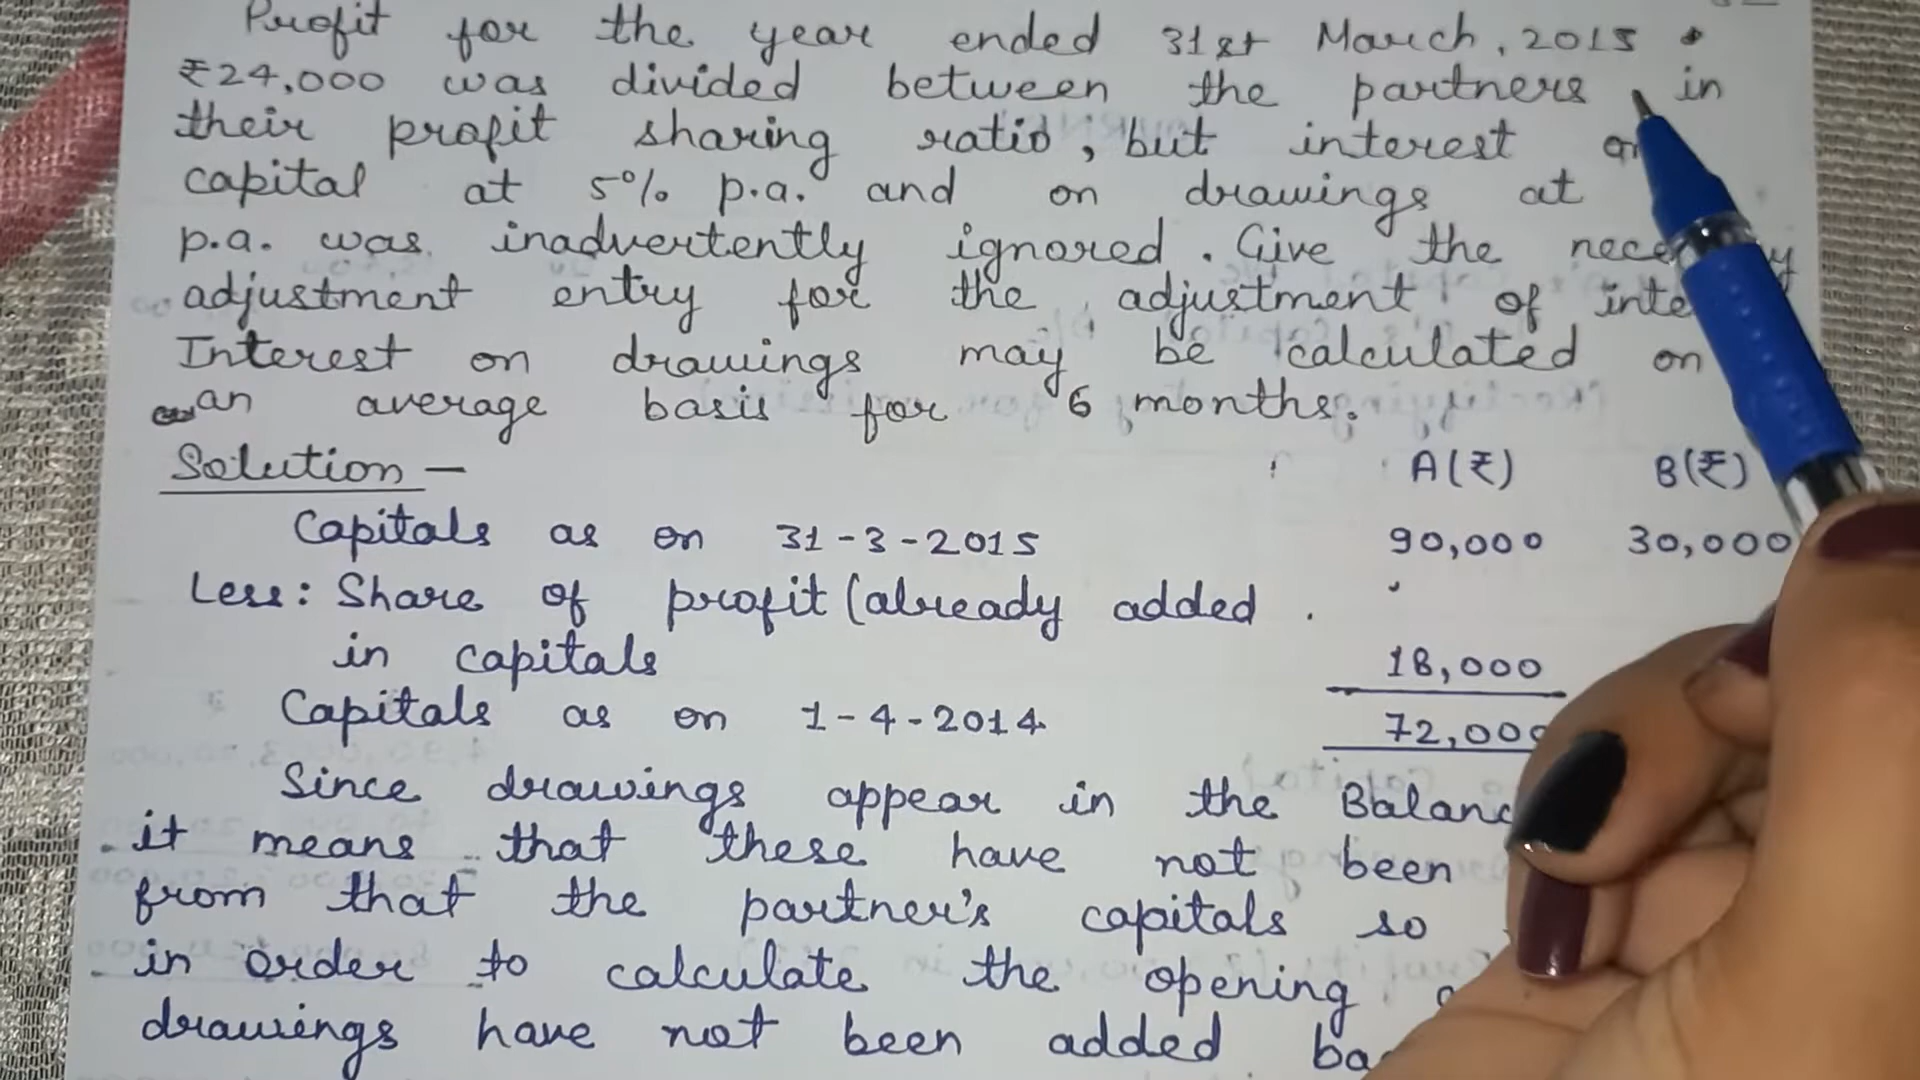 Profit for the year ended 31st March, 2015
₹24,000 was divided between the partners in
their profit sharing ratio, but interest on
capital at 5% p.a. and on drawings at
p.a. was inadvertently ignored. Give the
adjustment entry for the adjustment of
Interest on drawings may be calculated on
an average basis for 6 months.
Solution — A(₹) B(₹)
Capitals as on 31-3-2015 90,000 30,000
Less: Share of profit (already added
in capitals 18,000
Capitals as on 1-4-2014 72,000
Since drawings appear in the
it means that these have not been
from that the partner's capitals so
in order to calculate the opening
drawings have not been added